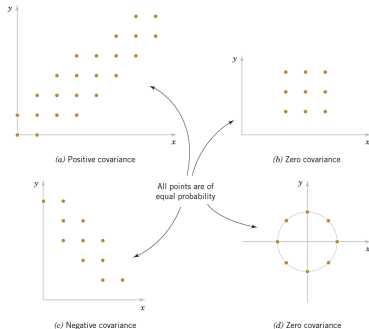 y
x
(a) Positive covariance
y
x
(b) Zero covariance
All points are of
equal probability
y
x
(c) Negative covariance
y
x
(d) Zero covariance